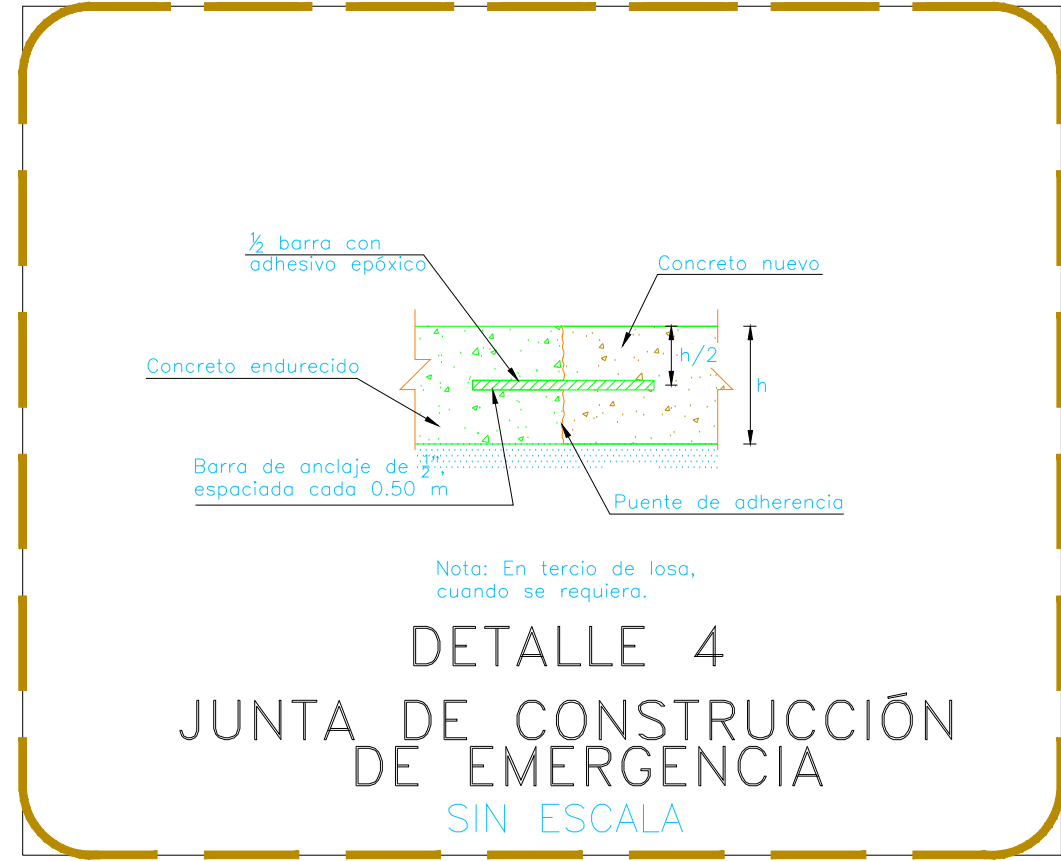 ½ barra con
adhesivo epóxico
Concreto nuevo
h/2
Concreto endurecido
h
Barra de anclaje de ½",
espaciada cada 0.50 m
Puente de adherencia
Nota: En tercio de losa,
cuando se requiera.
DETALLE 4
JUNTA DE CONSTRUCCIÓN
DE EMERGENCIA
SIN ESCALA